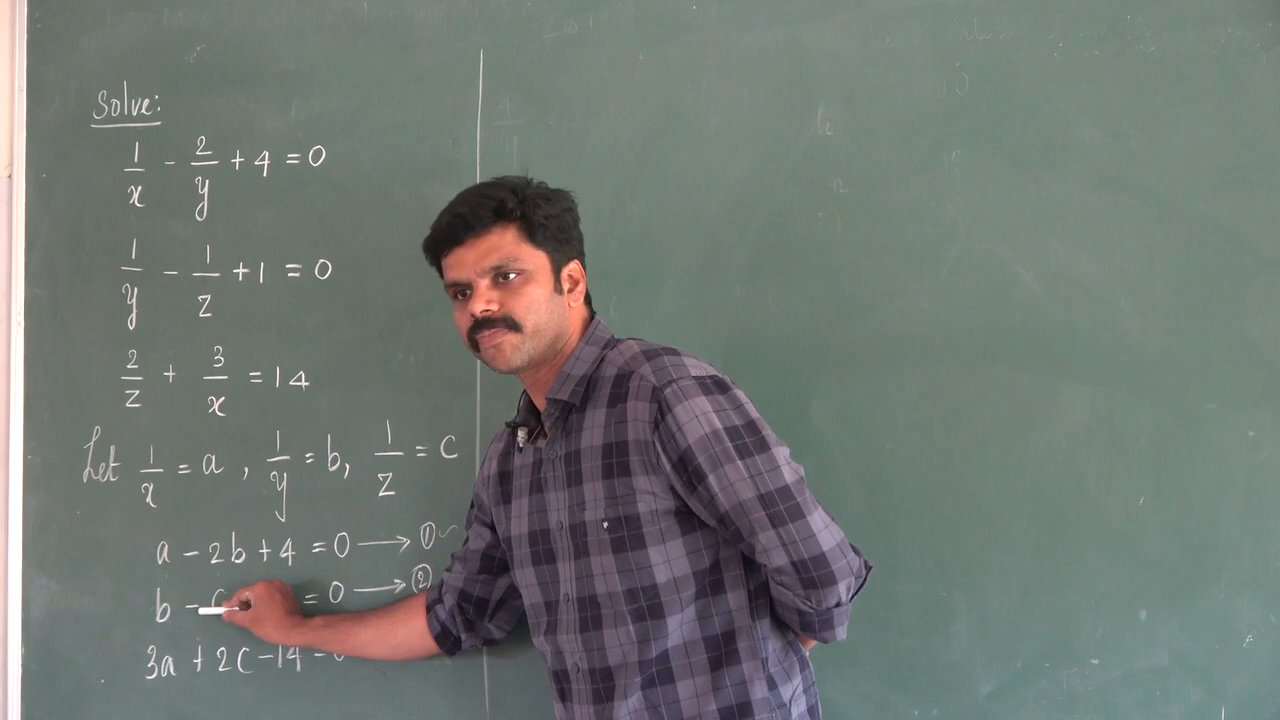 Solve:
1/x - 2/y + 4 = 0
1/y - 1/z + 1 = 0
2/z + 3/x = 14
Let 1/x = a, 1/y = b, 1/z = c
a - 2b + 4 = 0 → ①
b - = 0 → ②
3a + 2c - 14